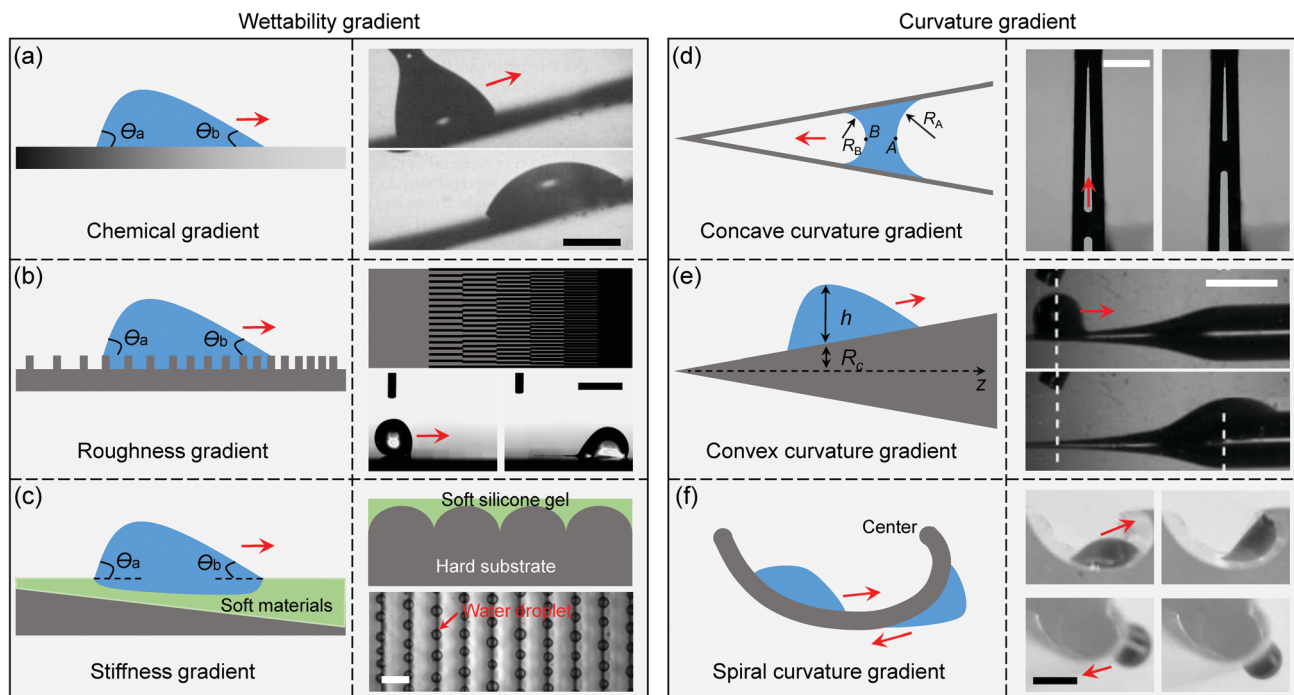 Wettability gradient
(a)
Θa
Θb
Chemical gradient
(b)
Θa
Θb
Roughness gradient
(c)
Θa
Θb
Soft materials
Stiffness gradient
Soft silicone gel
Hard substrate
Water droplet
Curvature gradient
(d)
B
A
RB
RA
Concave curvature gradient
(e)
h
Rc
z
Convex curvature gradient
(f)
Center
Spiral curvature gradient